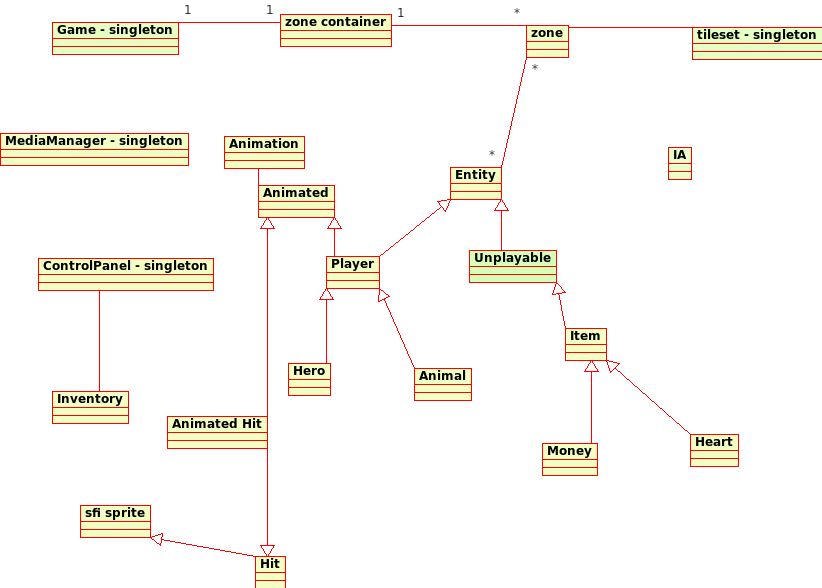 1
1
1
*
Game - singleton
zone container
zone
tileset - singleton
*
MediaManager - singleton
Animation
*
IA
Animated
Entity
ControlPanel - singleton
Player
Unplayable
Item
Inventory
Hero
Animal
Animated Hit
Money
Heart
sfi sprite
Hit